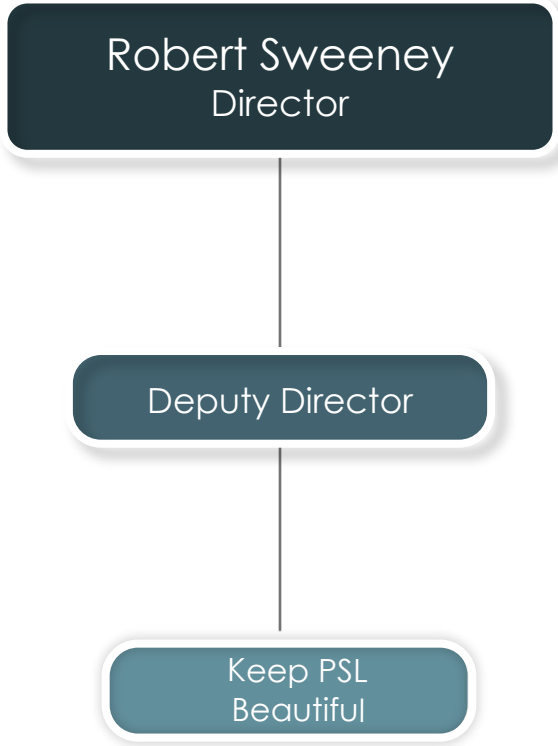 Robert Sweeney
Director
Deputy Director
Keep PSL
Beautiful